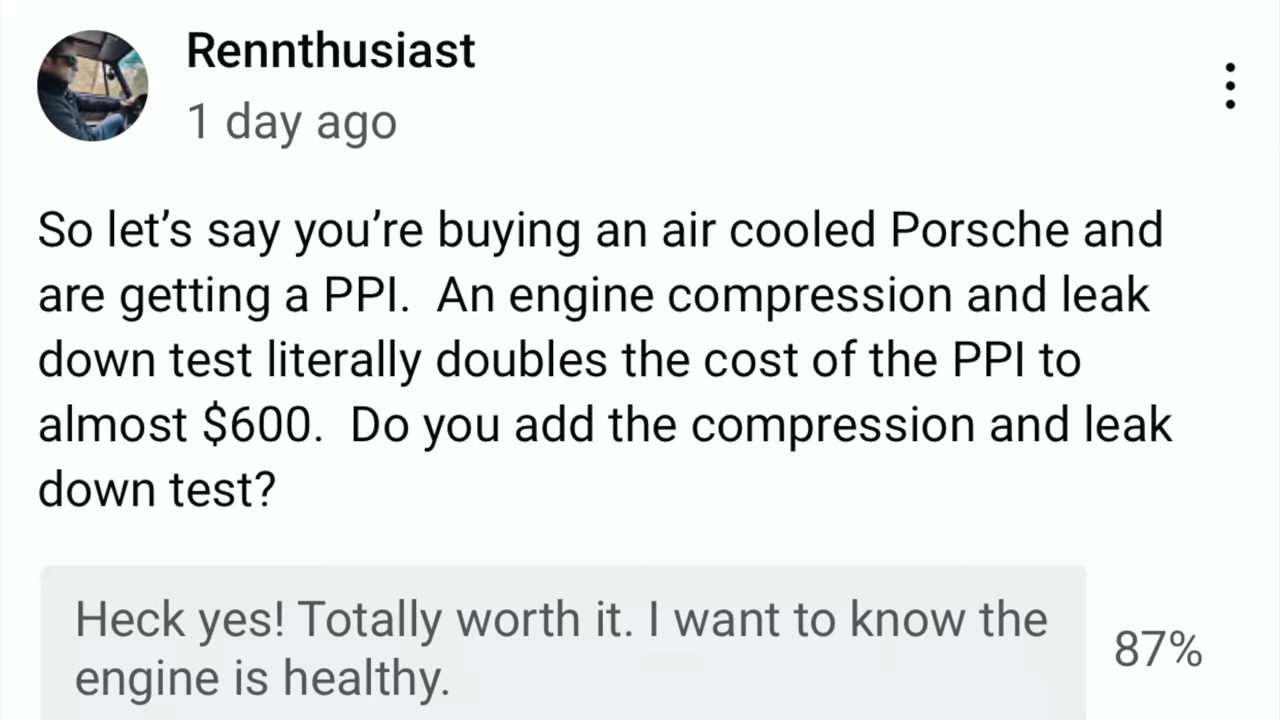 Rennthusiast
1 day ago
So let’s say you’re buying an air cooled Porsche and
are getting a PPI.  An engine compression and leak
down test literally doubles the cost of the PPI to
almost $600.  Do you add the compression and leak
down test?
Heck yes! Totally worth it. I want to know the
engine is healthy.
87%